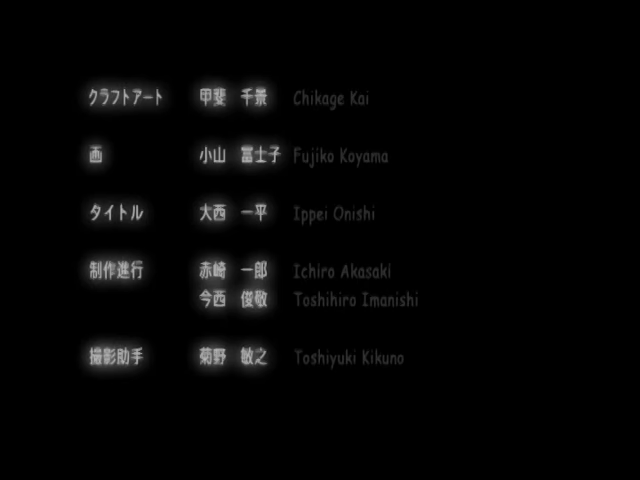 クラフトアート 甲斐 千景 Chikage Kai
画 小山 冨士子 Fujiko Koyama
タイトル 大西 一平 Ippei Onishi
制作進行 赤崎 一郎 Ichiro Akasaki
今西 俊敬 Toshihiro Imanishi
撮影助手 菊野 敏之 Toshiyuki Kikuno